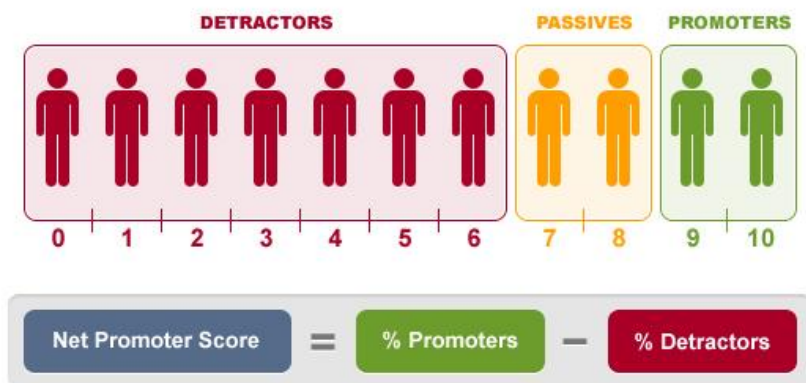 DETRACTORS PASSIVES PROMOTERS
0 1 2 3 4 5 6 7 8 9 10
Net Promoter Score = % Promoters − % Detractors